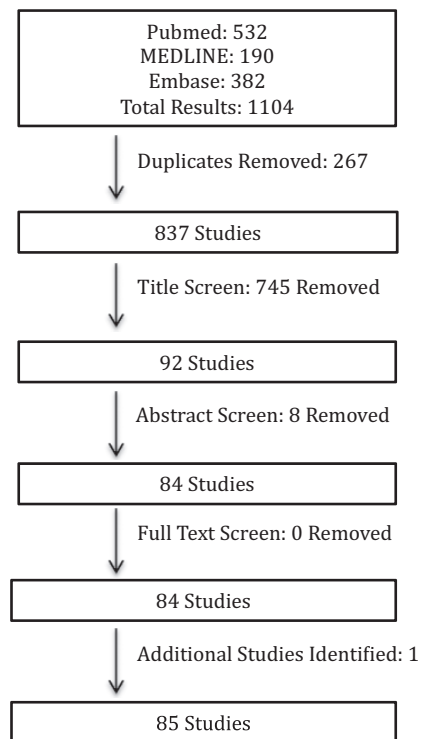 Pubmed: 532
MEDLINE: 190
Embase: 382
Total Results: 1104
Duplicates Removed: 267
837 Studies
Title Screen: 745 Removed
92 Studies
Abstract Screen: 8 Removed
84 Studies
Full Text Screen: 0 Removed
84 Studies
Additional Studies Identified: 1
85 Studies